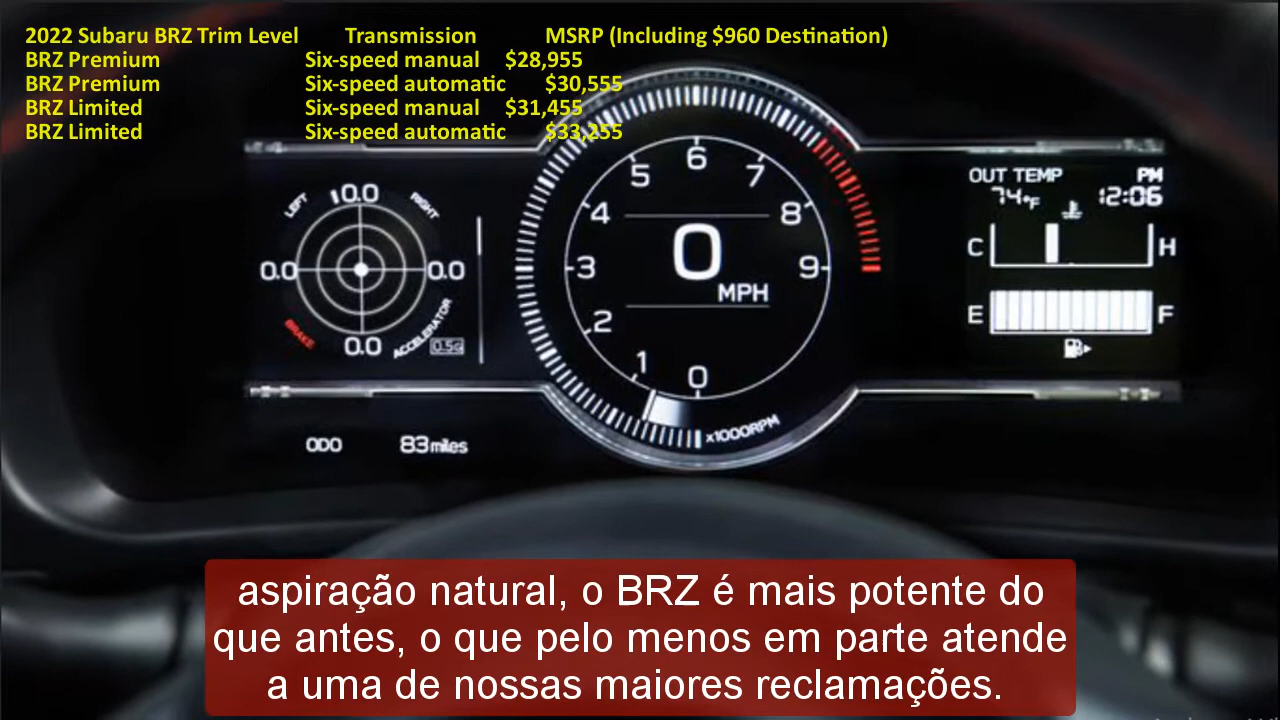 2022 Subaru BRZ Trim Level Transmission MSRP (Including $960 Destination)
BRZ Premium Six-speed manual $28,955
BRZ Premium Six-speed automatic $30,555
BRZ Limited Six-speed manual $31,455
BRZ Limited Six-speed automatic $33,255
LEFT 10.0 RIGHT
0.0 0.0
BRAKE 0.0 ACCELERATOR 0.5G
ODO 83miles
0 1 2 3 4 5 6 7 8 9
0
MPH
x1000RPM
OUT TEMP PM
74°F 12:06
C H
E F
aspiração natural, o BRZ é mais potente do
que antes, o que pelo menos em parte atende
a uma de nossas maiores reclamações.